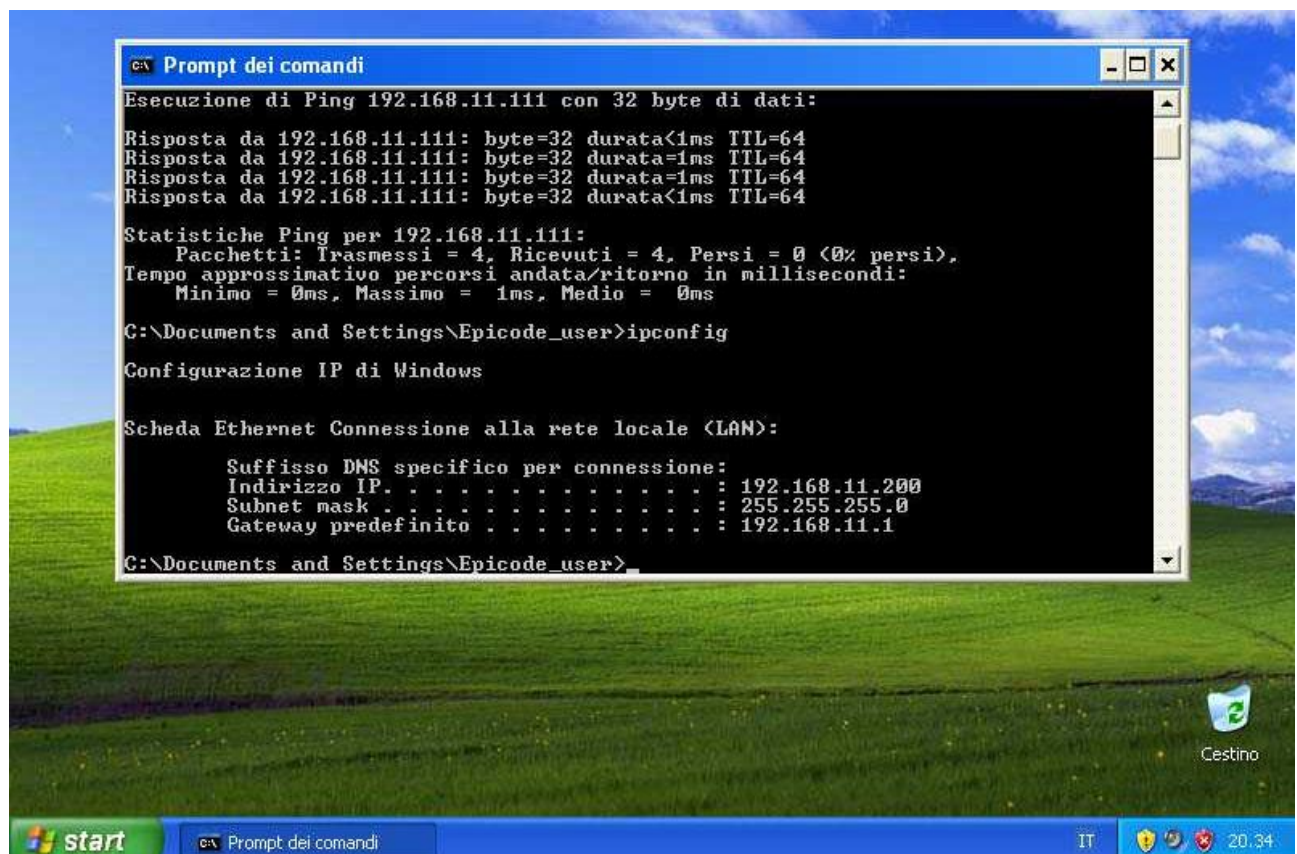 Prompt dei comandi
Esecuzione di Ping 192.168.11.111 con 32 byte di dati:
Risposta da 192.168.11.111: byte=32 durata<1ms TTL=64
Risposta da 192.168.11.111: byte=32 durata=1ms TTL=64
Risposta da 192.168.11.111: byte=32 durata=1ms TTL=64
Risposta da 192.168.11.111: byte=32 durata<1ms TTL=64
Statistiche Ping per 192.168.11.111:
Pacchetti: Trasmessi = 4, Ricevuti = 4, Persi = 0 (0% persi),
Tempo approssimativo percorsi andata/ritorno in millisecondi:
Minimo = 0ms, Massimo =  1ms, Medio =  0ms
C:\Documents and Settings\Epicode_user>ipconfig
Configurazione IP di Windows
Scheda Ethernet Connessione alla rete locale (LAN):
Suffisso DNS specifico per connessione:
Indirizzo IP. . . . . . . . . . . . . : 192.168.11.200
Subnet mask . . . . . . . . . . . . . : 255.255.255.0
Gateway predefinito . . . . . . . . . : 192.168.11.1
C:\Documents and Settings\Epicode_user>_
Cestino
start
Prompt dei comandi
IT
20.34